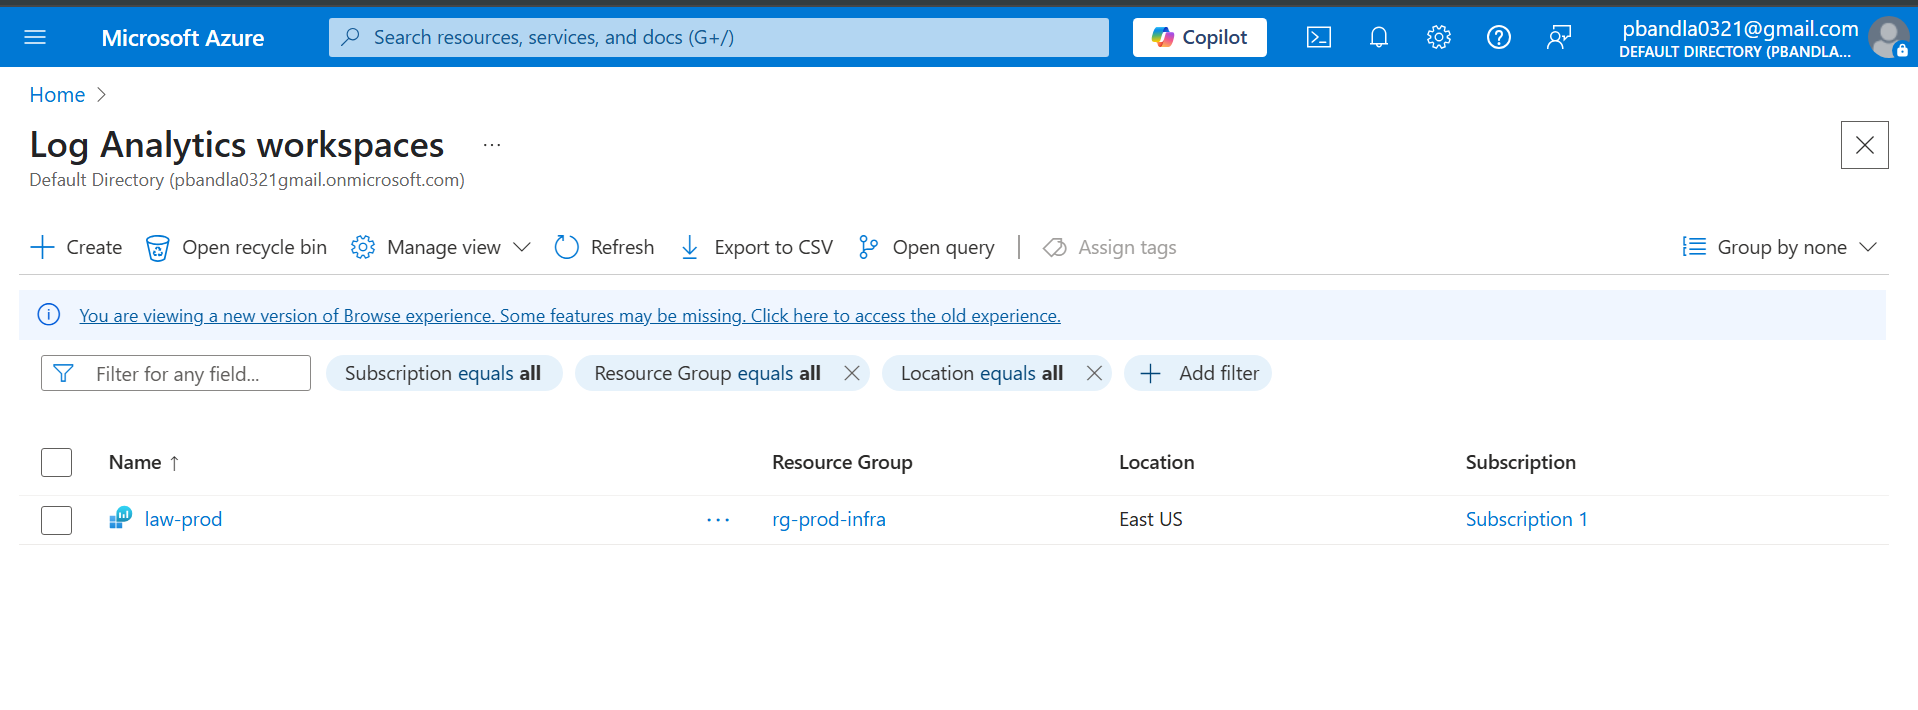 Microsoft Azure
Search resources, services, and docs (G+/)
Copilot
pbandla0321@gmail.com
DEFAULT DIRECTORY (PBANDLA...
Home
Log Analytics workspaces
...
Default Directory (pbandla0321gmail.onmicrosoft.com)
Create
Open recycle bin
Manage view
Refresh
Export to CSV
Open query
Assign tags
Group by none
You are viewing a new version of Browse experience. Some features may be missing. Click here to access the old experience.
Filter for any field...
Subscription equals all
Resource Group equals all
Location equals all
Add filter
Name ↑
Resource Group
Location
Subscription
law-prod
...
rg-prod-infra
East US
Subscription 1